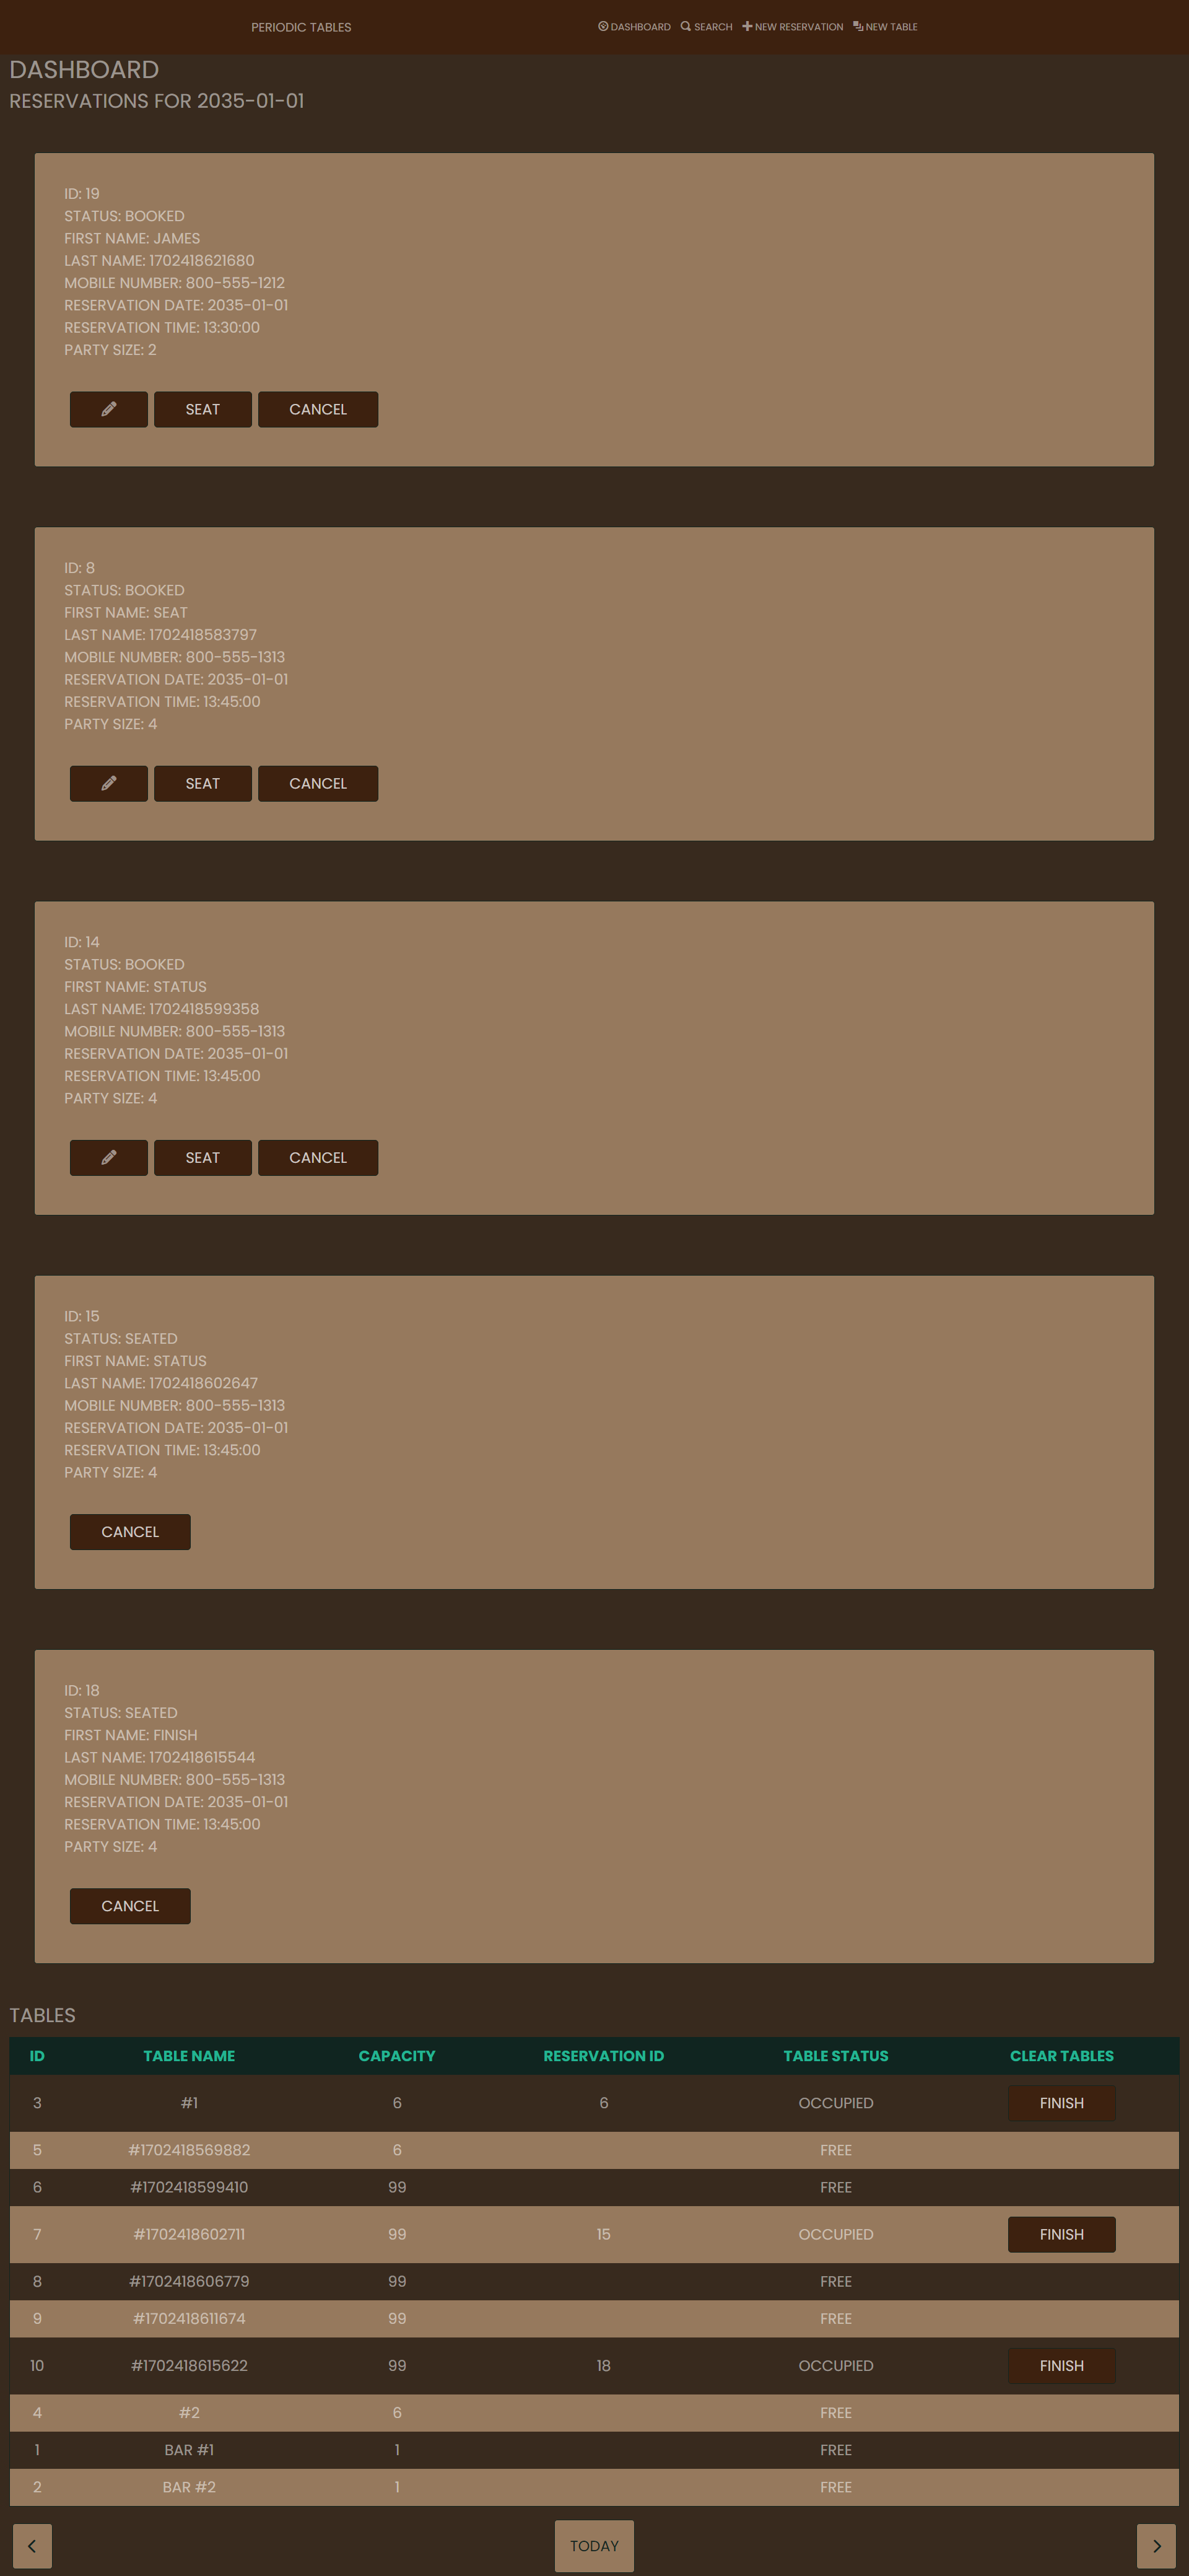 PERIODIC TABLES
DASHBOARD SEARCH NEW RESERVATION NEW TABLE
DASHBOARD
RESERVATIONS FOR 2035-01-01
ID: 19
STATUS: BOOKED
FIRST NAME: JAMES
LAST NAME: 1702418621680
MOBILE NUMBER: 800-555-1212
RESERVATION DATE: 2035-01-01
RESERVATION TIME: 13:30:00
PARTY SIZE: 2
SEAT CANCEL
ID: 8
STATUS: BOOKED
FIRST NAME: SEAT
LAST NAME: 1702418583797
MOBILE NUMBER: 800-555-1313
RESERVATION DATE: 2035-01-01
RESERVATION TIME: 13:45:00
PARTY SIZE: 4
SEAT CANCEL
ID: 14
STATUS: BOOKED
FIRST NAME: STATUS
LAST NAME: 1702418599358
MOBILE NUMBER: 800-555-1313
RESERVATION DATE: 2035-01-01
RESERVATION TIME: 13:45:00
PARTY SIZE: 4
SEAT CANCEL
ID: 15
STATUS: SEATED
FIRST NAME: STATUS
LAST NAME: 1702418602647
MOBILE NUMBER: 800-555-1313
RESERVATION DATE: 2035-01-01
RESERVATION TIME: 13:45:00
PARTY SIZE: 4
CANCEL
ID: 18
STATUS: SEATED
FIRST NAME: FINISH
LAST NAME: 1702418615544
MOBILE NUMBER: 800-555-1313
RESERVATION DATE: 2035-01-01
RESERVATION TIME: 13:45:00
PARTY SIZE: 4
CANCEL
TABLES
ID TABLE NAME CAPACITY RESERVATION ID TABLE STATUS CLEAR TABLES
3 #1 6 6 OCCUPIED FINISH
5 #1702418569882 6 FREE
6 #1702418599410 99 FREE
7 #1702418602711 99 15 OCCUPIED FINISH
8 #1702418606779 99 FREE
9 #1702418611674 99 FREE
10 #1702418615622 99 18 OCCUPIED FINISH
4 #2 6 FREE
1 BAR #1 1 FREE
2 BAR #2 1 FREE
TODAY